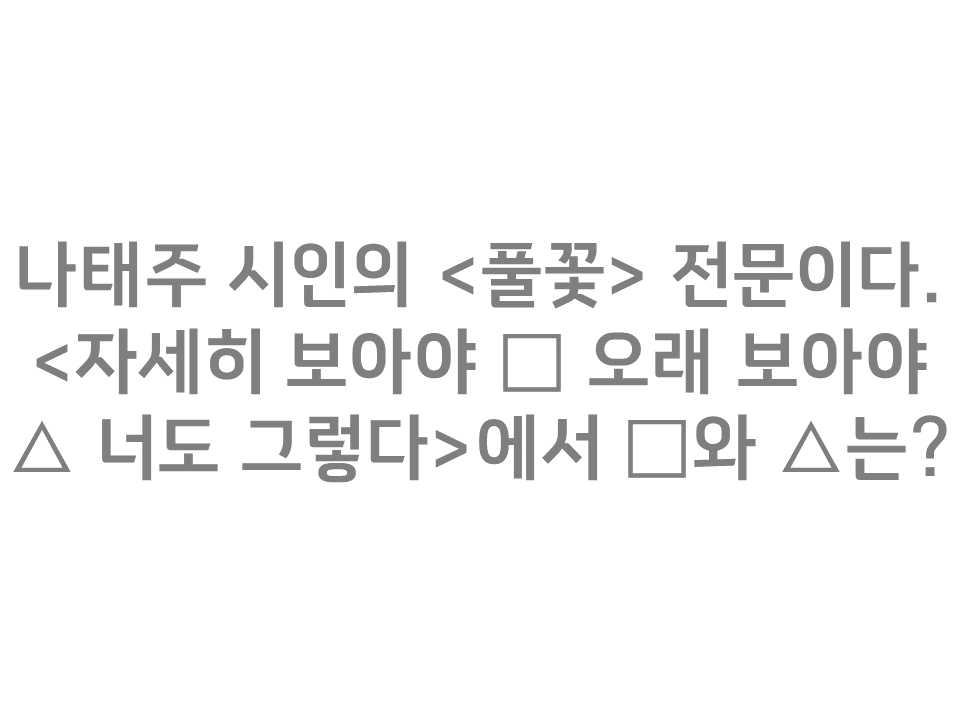 나태주 시인의 <풀꽃> 전문이다.
<자세히 보아야 □ 오래 보아야
△ 너도 그렇다>에서 □와 △는?